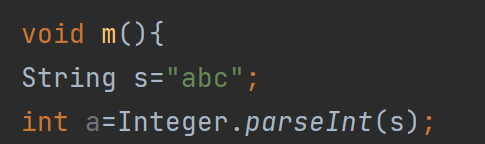 void m(){
String s="abc";
int a=Integer.parseInt(s);